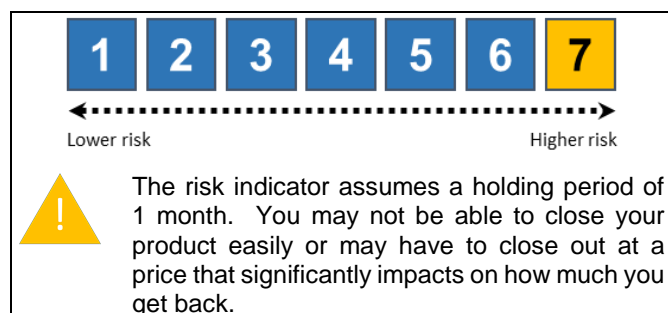 1 2 3 4 5 6 7
Lower risk Higher risk
!
The risk indicator assumes a holding period of
1 month. You may not be able to close your
product easily or may have to close out at a
price that significantly impacts on how much you
get back.